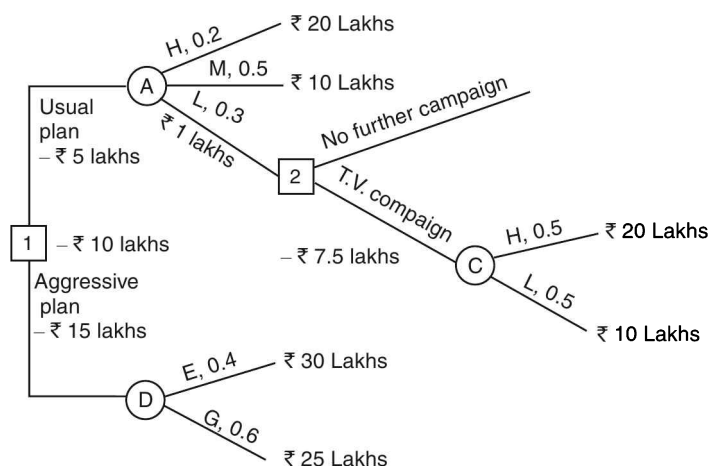 H, 0.2
₹ 20 Lakhs
M, 0.5
₹ 10 Lakhs
A
L, 0.3
₹ 1 lakhs
Usual
plan
– ₹ 5 lakhs
No further campaign
2
T.V. compaign
– ₹ 7.5 lakhs
C
H, 0.5
₹ 20 Lakhs
L, 0.5
₹ 10 Lakhs
1
– ₹ 10 lakhs
Aggressive
plan
– ₹ 15 lakhs
D
E, 0.4
₹ 30 Lakhs
G, 0.6
₹ 25 Lakhs